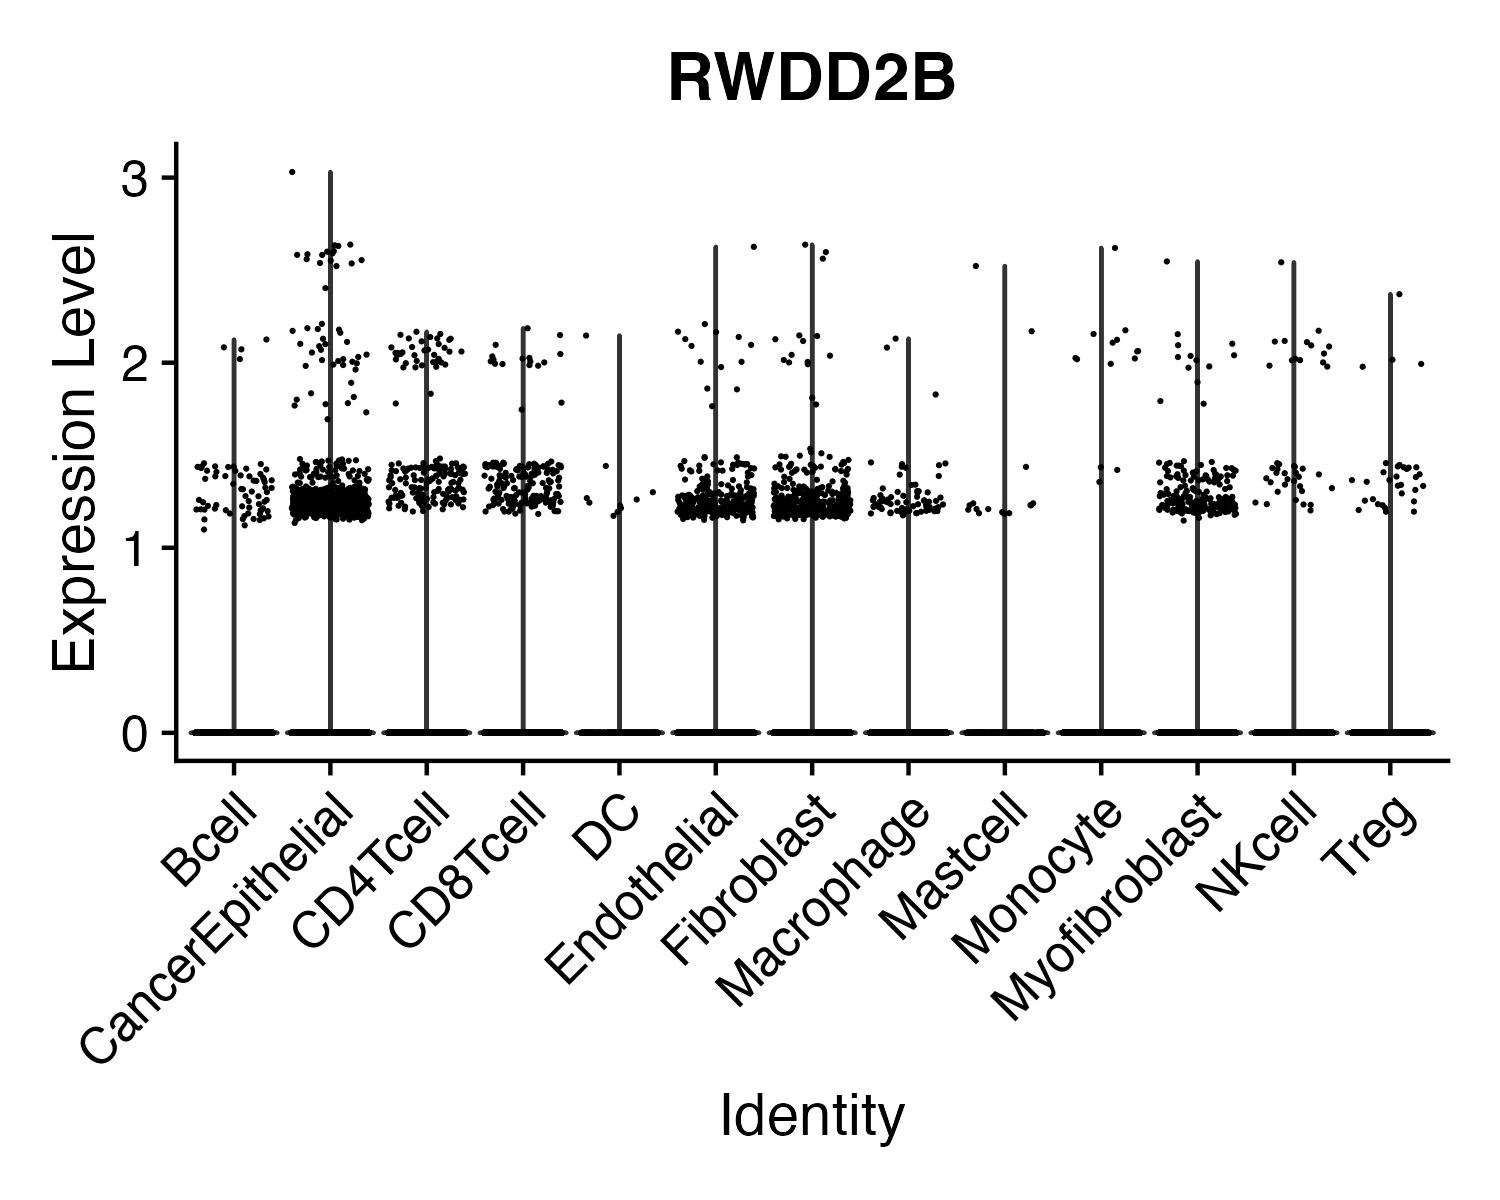 RWDD2B
Expression Level
3
2
1
0
Bcell
CancerEpithelial
CD4Tcell
CD8Tcell
DC
Endothelial
Fibroblast
Macrophage
Mastcell
Monocyte
Myofibroblast
NKcell
Treg
Identity